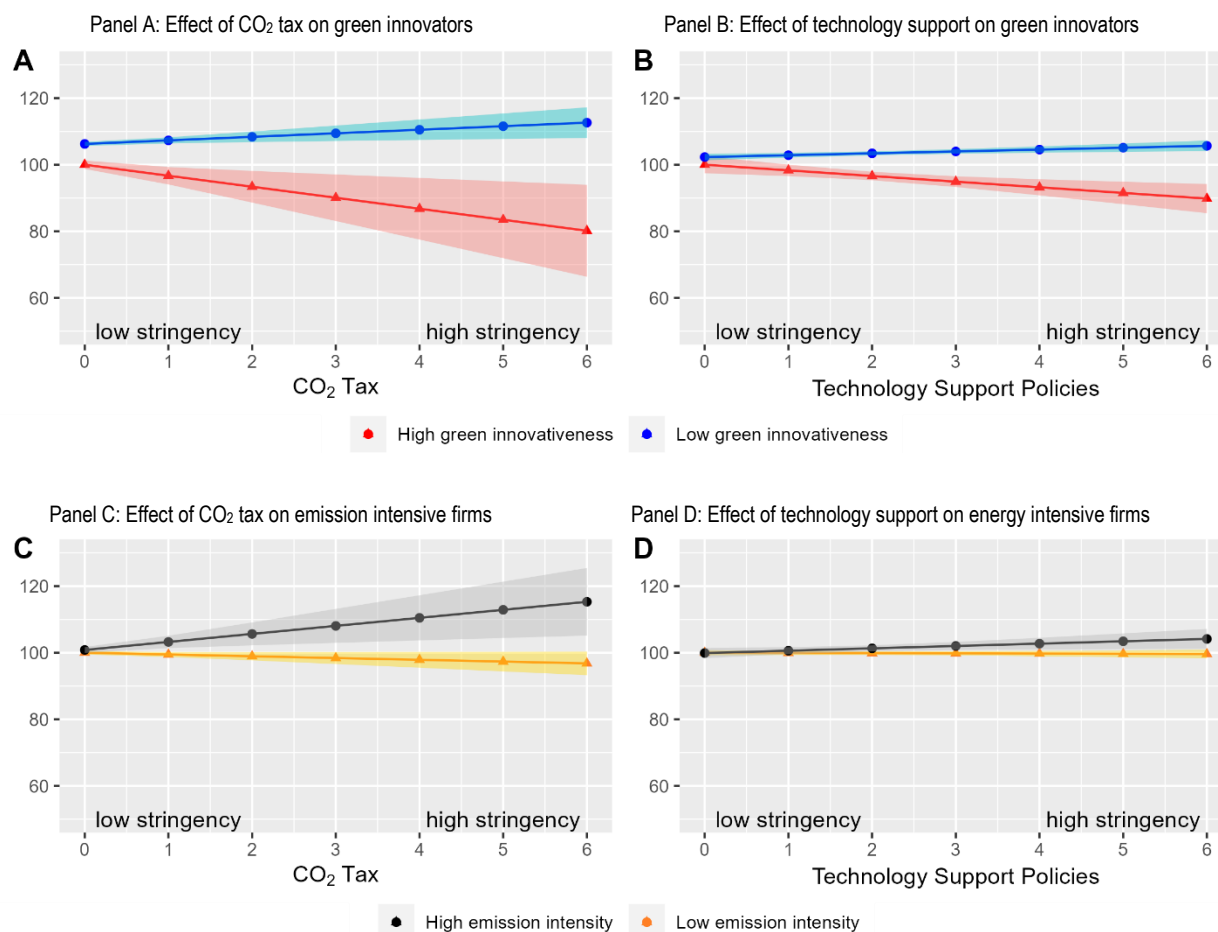 Panel A: Effect of CO₂ tax on green innovators
Panel B: Effect of technology support on green innovators
A
120
100
80
60
low stringency
high stringency
0 1 2 3 4 5 6
CO₂ Tax
B
120
100
80
60
low stringency
high stringency
0 1 2 3 4 5 6
Technology Support Policies
High green innovativeness
Low green innovativeness
Panel C: Effect of CO₂ tax on emission intensive firms
Panel D: Effect of technology support on energy intensive firms
C
120
100
80
60
low stringency
high stringency
0 1 2 3 4 5 6
CO₂ Tax
D
120
100
80
60
low stringency
high stringency
0 1 2 3 4 5 6
Technology Support Policies
High emission intensity
Low emission intensity